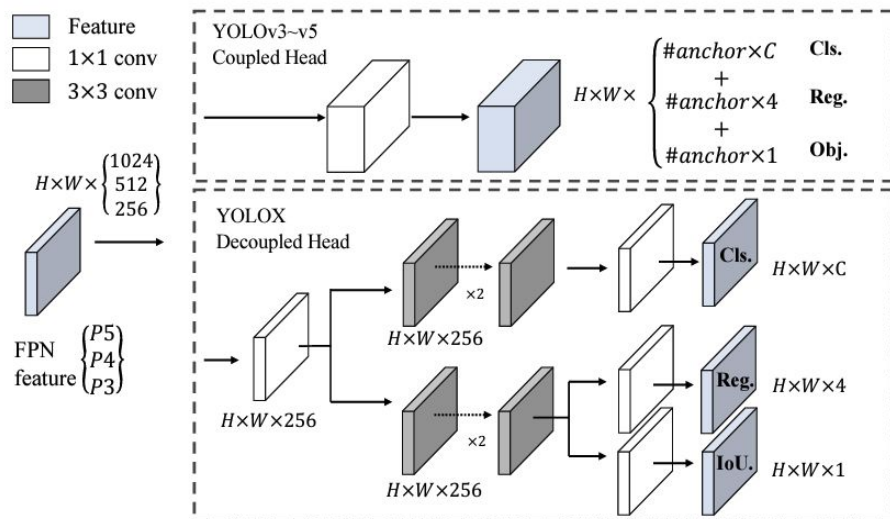 Feature
1×1 conv
3×3 conv
H×W×{1024
512
256}
FPN
feature {P5
P4
P3}
YOLOv3~v5
Coupled Head
H×W× {#anchor×C Cls.
+
#anchor×4 Reg.
+
#anchor×1 Obj.
YOLOX
Decoupled Head
H×W×256
×2
H×W×256
Cls.
H×W×C
×2
H×W×256
Reg.
H×W×4
IoU.
H×W×1